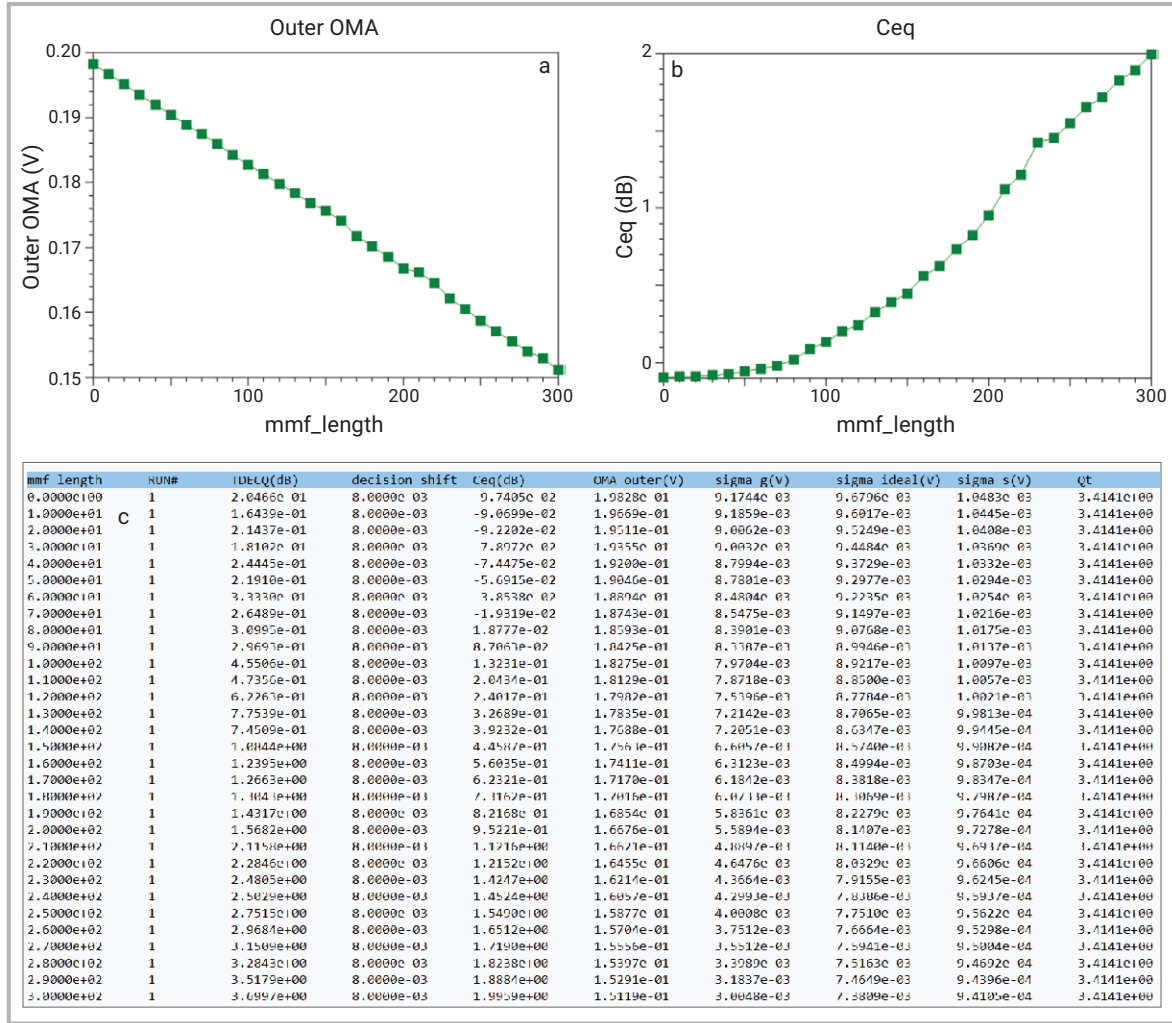 Outer OMA
Ceq
a
b
0.20
0.19
0.18
0.17
0.16
0.15
Outer OMA (V)
0
100
200
300
mmf_length
2
1
0
Ceq (dB)
0
100
200
300
mmf_length
mmf length RUN# TDECQ(dB) decision shift Ceq(dB) OMA outer(V) sigma g(V) sigma ideal(V) sigma s(V) Qt
0.0000e+00 1 2.0466e 01 8.0000e 03 9.7405e 02 1.9828e 01 9.1744e 03 9.6796e 03 1.0483e 03 3.4141e+00
c
1.0000e+01 1 1.6439e 01 8.0000e-03 -9.0699e-02 1.9669e-01 9.1859e-03 9.6017e-03 1.0445e-03 3.4141e+00
2.0000e+01 1 2.1437e 01 8.0000e-03 -9.2202e-02 1.9511e-01 9.0062e-03 9.5249e-03 1.0408e-03 3.4141e+00
3.0000e+01 1 1.8102e 01 8.0000e 03 7.8972e 02 1.9355e 01 9.0032e 03 9.4484e 03 1.0369e 03 3.4141e+00
4.0000e+01 1 2.4445e 01 8.0000e-03 -7.4475e-02 1.9200e-01 8.7994e-03 9.3729e-03 1.0332e-03 3.4141e+00
5.0000e+01 1 2.1910e 01 8.0000e-03 -5.6915e-02 1.9046e-01 8.7801e-03 9.2977e-03 1.0294e-03 3.4141e+00
6.0000e+01 1 3.3330e 01 8.0000e 03 3.8538e 02 1.8894e 01 8.4804e 03 9.2235e 03 1.0254e 03 3.4141e+00
7.0000e+01 1 2.6489e-01 8.0000e-03 -1.9319e-02 1.8743e-01 8.5475e-03 9.1497e-03 1.0216e-03 3.4141e+00
8.0000e+01 1 3.0995e-01 8.0000e-03 1.8777e-02 1.8593e-01 8.3901e-03 9.0768e-03 1.0175e-03 3.4141e+00
9.0000e+01 1 2.9693e-01 8.0000e-03 8.7063e-02 1.8425e-01 8.3387e-03 8.9946e-03 1.0137e-03 3.4141e+00
1.0000e+02 1 4.5506e-01 8.0000e-03 1.3231e-01 1.8275e-01 7.9704e-03 8.9217e-03 1.0097e-03 3.4141e+00
1.1000e+02 1 4.7356e-01 8.0000e-03 2.0434e-01 1.8129e-01 7.8718e-03 8.8500e-03 1.0057e-03 3.4141e+00
1.2000e+02 1 6.2263e-01 8.0000e-03 2.4017e-01 1.7982e-01 7.5396e-03 8.7784e-03 1.0021e-03 3.4141e+00
1.3000e+02 1 7.7539e-01 8.0000e-03 3.2689e-01 1.7835e-01 7.2142e-03 8.7065e-03 9.9813e-04 3.4141e+00
1.4000e+02 1 7.4509e-01 8.0000e-03 3.9232e-01 1.7688e-01 7.2051e-03 8.6347e-03 9.9445e-04 3.4141e+00
1.5000e+02 1 1.0844e+00 8.0000e-03 4.4587e-01 1.7563e-01 6.6057e-03 8.5740e-03 9.9082e-04 3.4141e+00
1.6000e+02 1 1.2395e+00 8.0000e-03 5.6035e-01 1.7411e-01 6.3123e-03 8.4994e-03 9.8703e-04 3.4141e+00
1.7000e+02 1 1.2663e+00 8.0000e-03 6.2321e-01 1.7170e-01 6.1842e-03 8.3818e-03 9.8347e-04 3.4141e+00
1.8000e+02 1 1.3043e+00 8.0000e-03 7.3162e-01 1.7016e-01 6.0733e-03 8.3069e-03 9.7987e-04 3.4141e+00
1.9000e+02 1 1.4317e+00 8.0000e 03 8.2168e 01 1.6854e 01 5.8361e 03 8.2279e 03 9.7641e 04 3.4141e+00
2.0000e+02 1 1.5682e+00 8.0000e-03 9.5221e-01 1.6676e-01 5.5894e-03 8.1407e-03 9.7278e-04 3.4141e+00
2.1000e+02 1 2.1158e+00 8.0000e-03 1.1216e+00 1.6621e-01 4.8897e-03 8.1140e-03 9.6937e-04 3.4141e+00
2.2000e+02 1 2.2846e+00 8.0000e 03 1.2152e+00 1.6455e 01 4.6476e 03 8.0329e 03 9.6606e 04 3.4141e+00
2.3000e+02 1 2.4805e+00 8.0000e-03 1.4247e+00 1.6214e-01 4.3664e-03 7.9155e-03 9.6245e-04 3.4141e+00
2.4000e+02 1 2.5029e+00 8.0000e-03 1.4524e+00 1.6057e-01 4.2993e-03 7.8386e-03 9.5937e-04 3.4141e+00
2.5000e+02 1 2.7515e+00 8.0000e 03 1.5490e+00 1.5877e 01 4.0008e 03 7.7510e 03 9.5622e 04 3.4141e+00
2.6000e+02 1 2.9684e+00 8.0000e-03 1.6512e+00 1.5704e-01 3.7512e-03 7.6664e-03 9.5298e-04 3.4141e+00
2.7000e+02 1 3.1509e+00 8.0000e-03 1.7190e+00 1.5556e-01 3.5512e-03 7.5941e-03 9.5004e-04 3.4141e+00
2.8000e+02 1 3.2843e+00 8.0000e 03 1.8238e+00 1.5397e 01 3.3989e 03 7.5163e 03 9.4692e 04 3.4141e+00
2.9000e+02 1 3.5179e+00 8.0000e-03 1.8884e+00 1.5291e-01 3.1837e-03 7.4649e-03 9.4396e-04 3.4141e+00
3.0000e+02 1 3.6997e+00 8.0000e-03 1.9959e+00 1.5119e-01 3.0048e-03 7.3809e-03 9.4105e-04 3.4141e+00